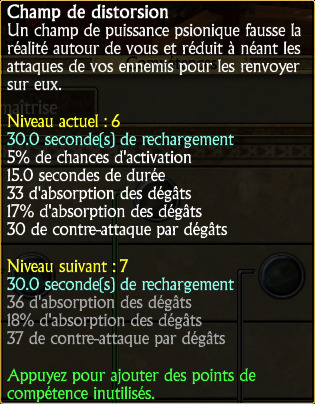 Champ de distorsion
Un champ de puissance psionique fausse la
réalité autour de vous et réduit à néant les
attaques de vos ennemis pour les renvoyer
sur eux.
Niveau actuel : 6
30.0 seconde(s) de rechargement
5% de chances d'activation
15.0 secondes de durée
33 d'absorption des dégâts
17% d'absorption des dégâts
30 de contre-attaque par dégâts
Niveau suivant : 7
30.0 seconde(s) de rechargement
36 d'absorption des dégâts
18% d'absorption des dégâts
37 de contre-attaque par dégâts
Appuyez pour ajouter des points de
compétence inutilisés.